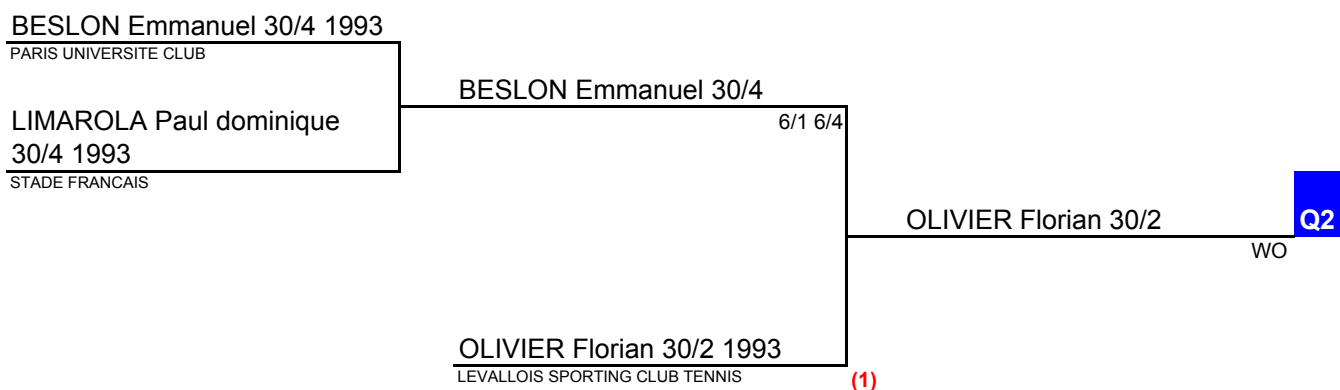 BESLON Emmanuel 30/4 1993
PARIS UNIVERSITE CLUB
BESLON Emmanuel 30/4
6/1 6/4
LIMAROLA Paul dominique
30/4 1993
STADE FRANCAIS
OLIVIER Florian 30/2
Q2
WO
OLIVIER Florian 30/2 1993
LEVALLOIS SPORTING CLUB TENNIS
(1)